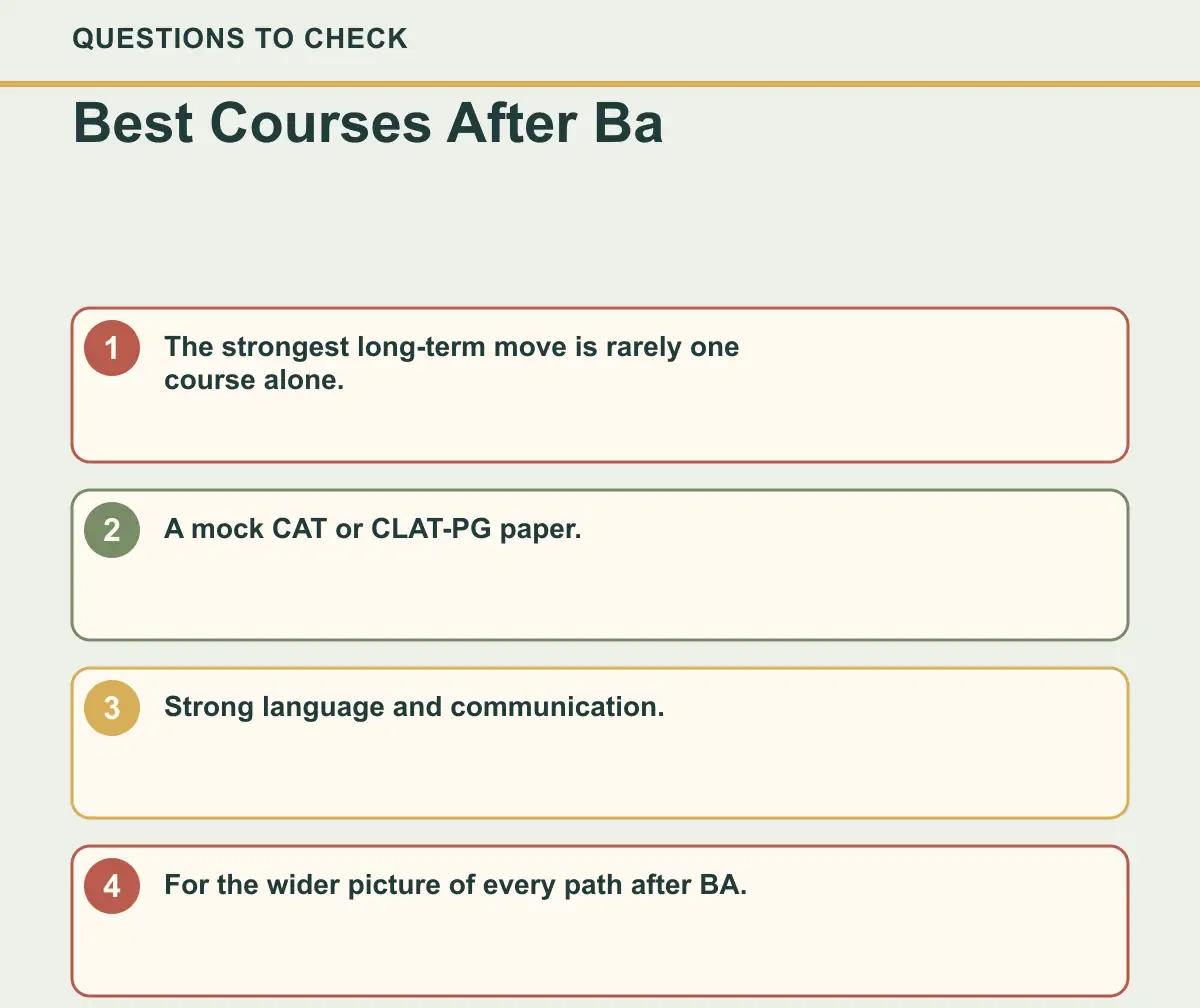 QUESTIONS TO CHECK
Best Courses After Ba
1
The strongest long-term move is rarely one
course alone.
2
A mock CAT or CLAT-PG paper.
3
Strong language and communication.
4
For the wider picture of every path after BA.